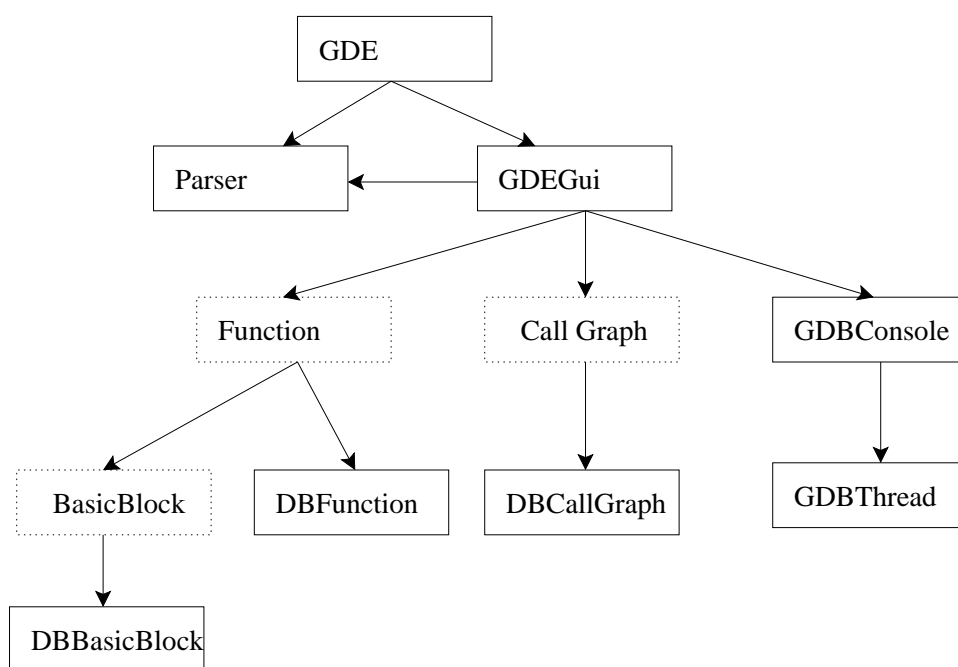 GDE
Parser
GDEGui
Function
Call Graph
GDBConsole
BasicBlock
DBFunction
DBCallGraph
GDBThread
DBBasicBlock